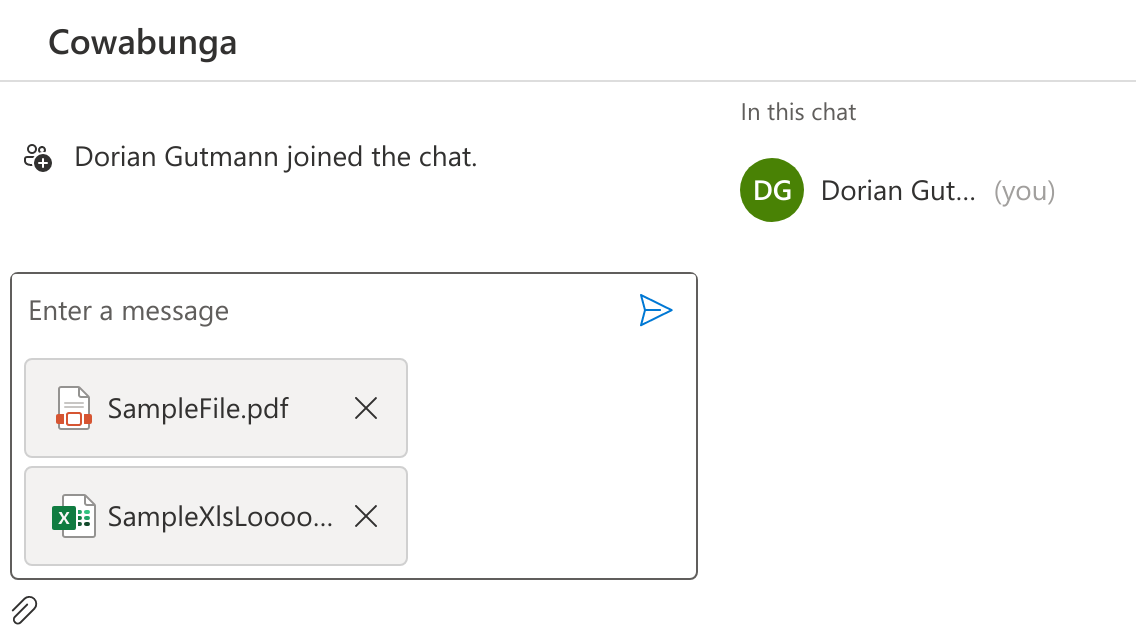 Cowabunga
In this chat
Dorian Gutmann joined the chat.
DG Dorian Gut... (you)
Enter a message
SampleFile.pdf
X SampleXlsLoooo...